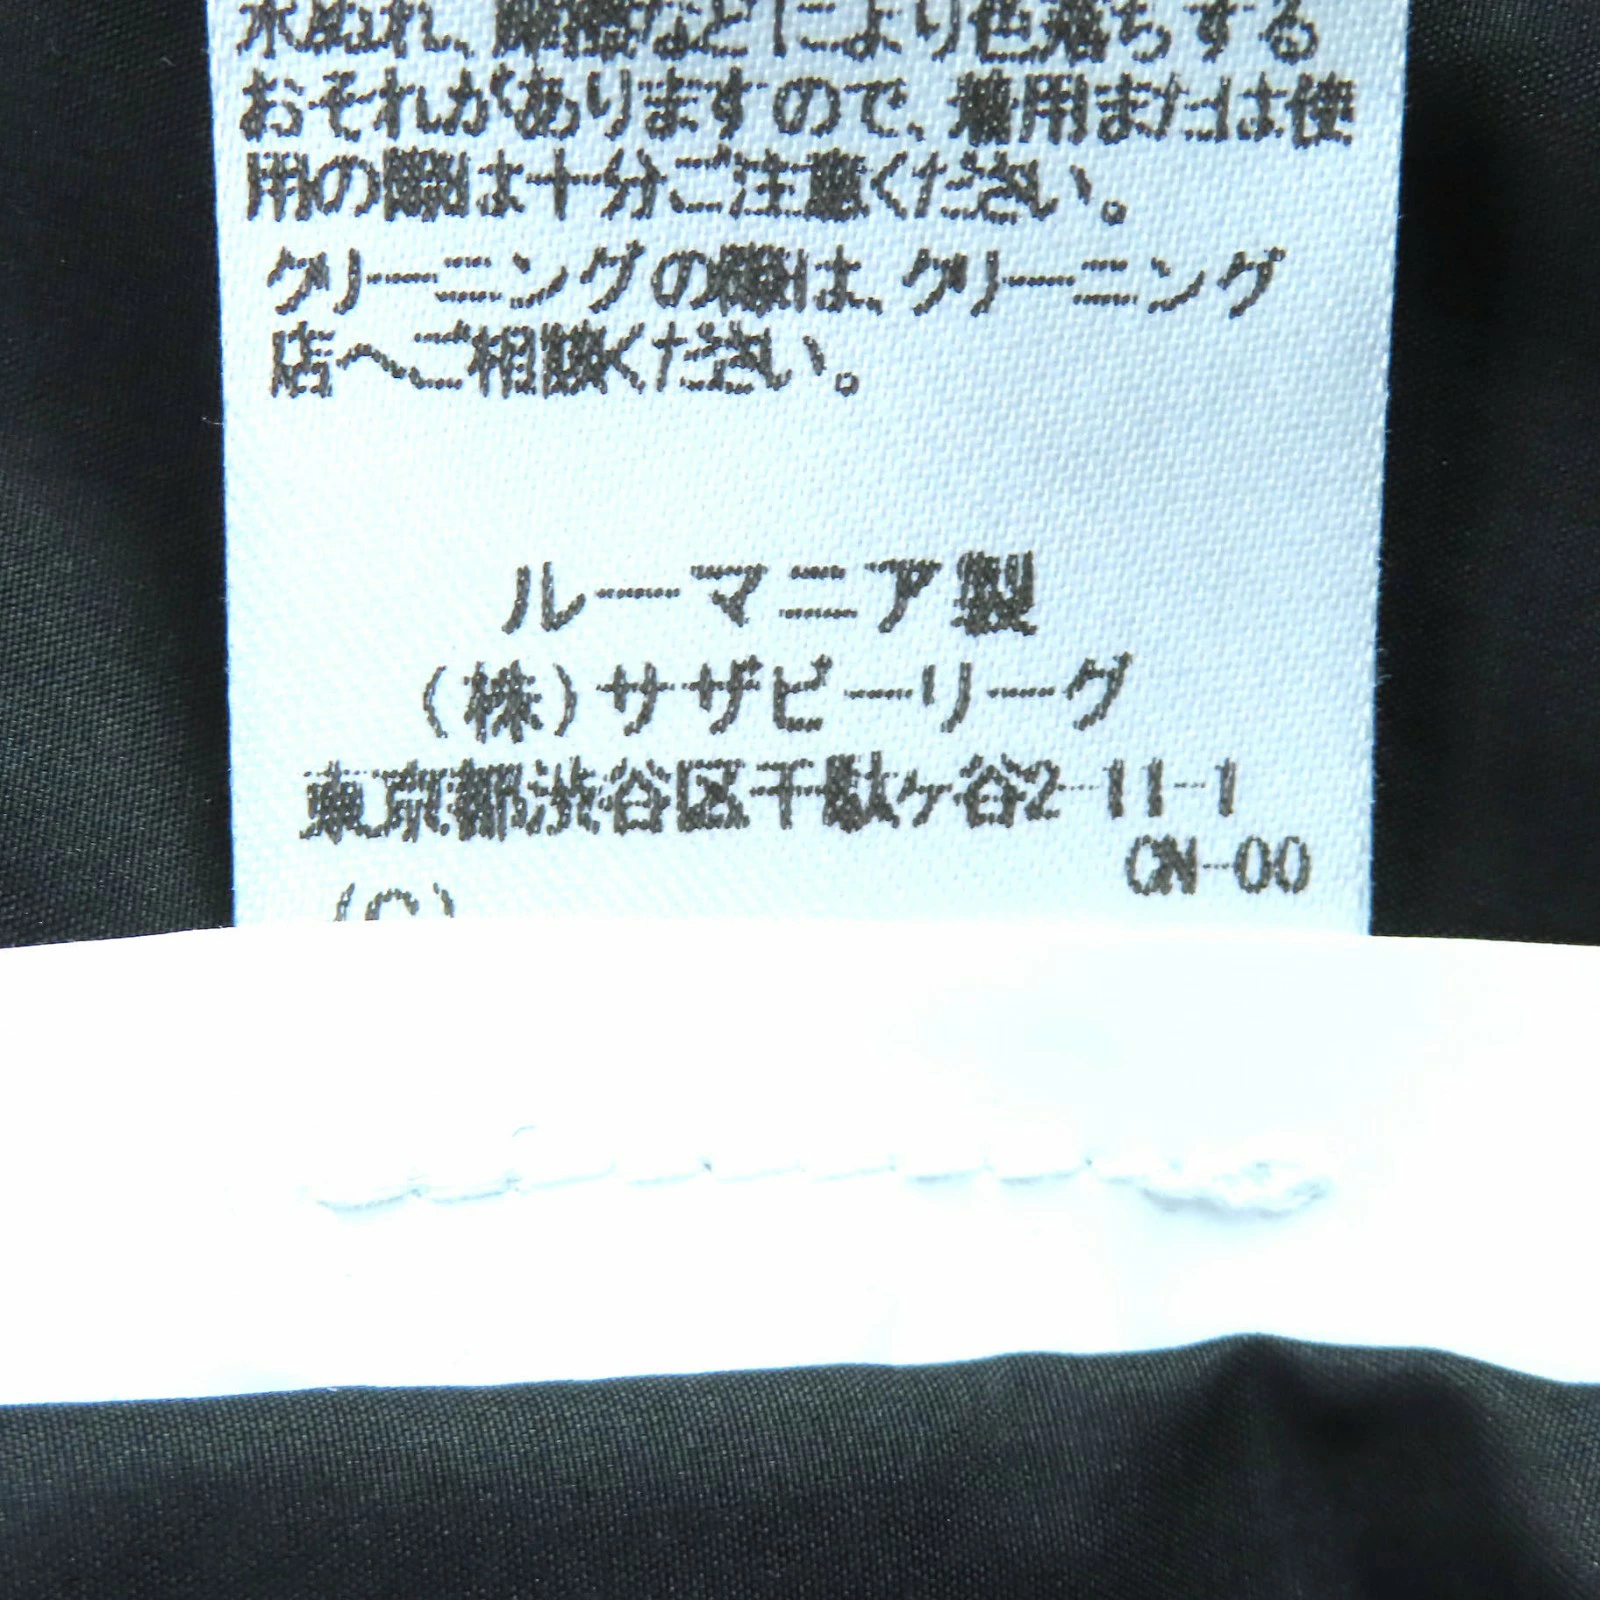 水ぬれ、摩擦などにより色落ちする
おそれがありますので、着用または使
用の際は十分ご注意ください。
クリーニングの際は、クリーニング
店へご相談ください。
ルーマニア製
(株)サザビーリーグ
東京都渋谷区千駄ヶ谷2-11-1
CN-00
(C)